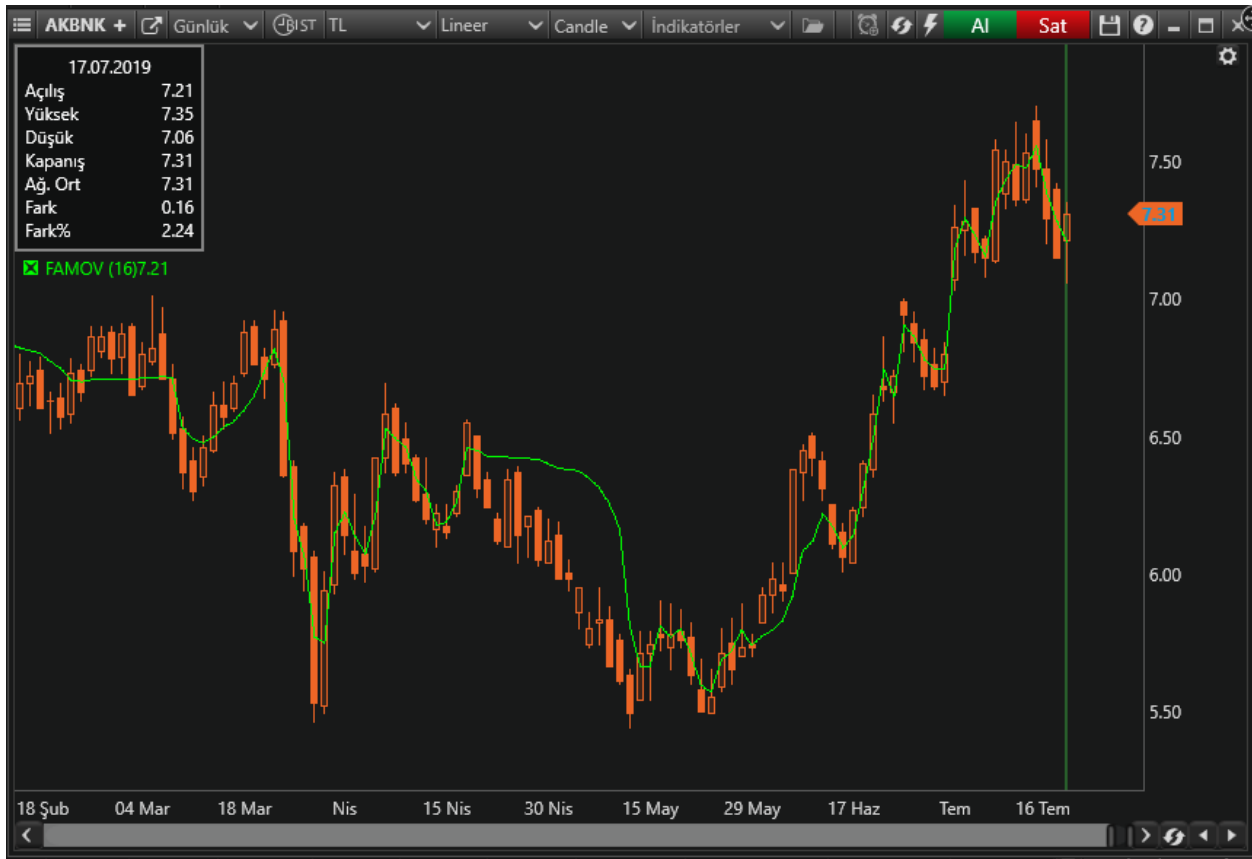 AKBNK + Günlük BIST TL Lineer Candle İndikatörler Al Sat
17.07.2019
Açılış 7.21
Yüksek 7.35
Düşük 7.06
Kapanış 7.31
Ağ. Ort 7.31
Fark 0.16
Fark% 2.24
FAMOV (16)7.21
7.50
7.31
7.00
6.50
6.00
5.50
18 Şub 04 Mar 18 Mar Nis 15 Nis 30 Nis 15 May 29 May 17 Haz Tem 16 Tem